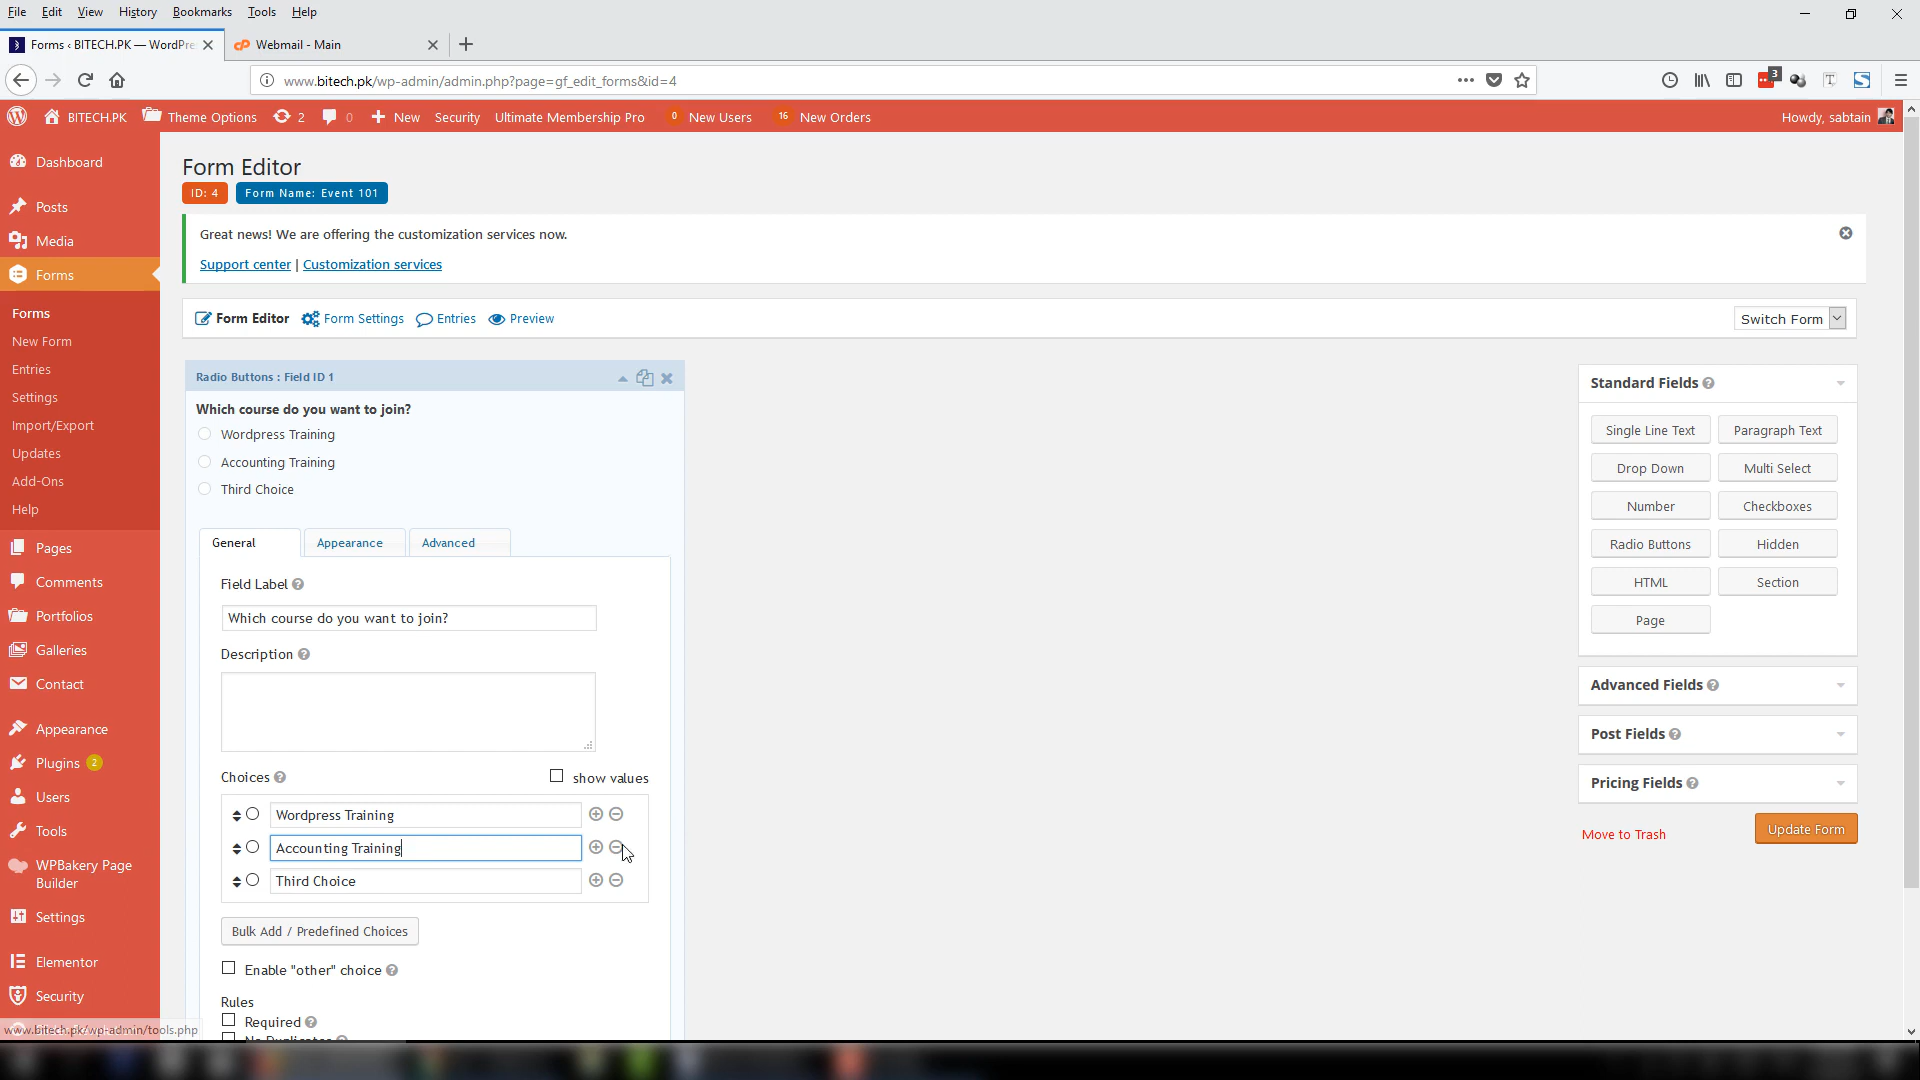 File Edit View History Bookmarks Tools Help
Forms ‹ BITECH.PK — WordPre
Webmail - Main
www.bitech.pk/wp-admin/admin.php?page=gf_edit_forms&id=4
3
BITECH.PK Theme Options 2 0 New Security Ultimate Membership Pro 0 New Users 16 New Orders
Howdy, sabtain
Dashboard
Posts
Media
Forms
Forms
New Form
Entries
Settings
Import/Export
Updates
Add-Ons
Help
Pages
Comments
Portfolios
Galleries
Contact
Appearance
Plugins 2
Users
Tools
WPBakery Page
Builder
Settings
Elementor
Security
www.bitech.pk/wp-admin/tools.php
Form Editor
ID: 4 Form Name: Event 101
Great news! We are offering the customization services now.
Support center | Customization services
Form Editor Form Settings Entries Preview
Switch Form
Radio Buttons : Field ID 1
Which course do you want to join?
Wordpress Training
Accounting Training
Third Choice
General Appearance Advanced
Field Label
Which course do you want to join?
Description
Choices show values
Wordpress Training
Accounting Training
Third Choice
Bulk Add / Predefined Choices
Enable "other" choice
Rules
Required
No Duplicates
Standard Fields
Single Line Text Paragraph Text
Drop Down Multi Select
Number Checkboxes
Radio Buttons Hidden
HTML Section
Page
Advanced Fields
Post Fields
Pricing Fields
Move to Trash Update Form